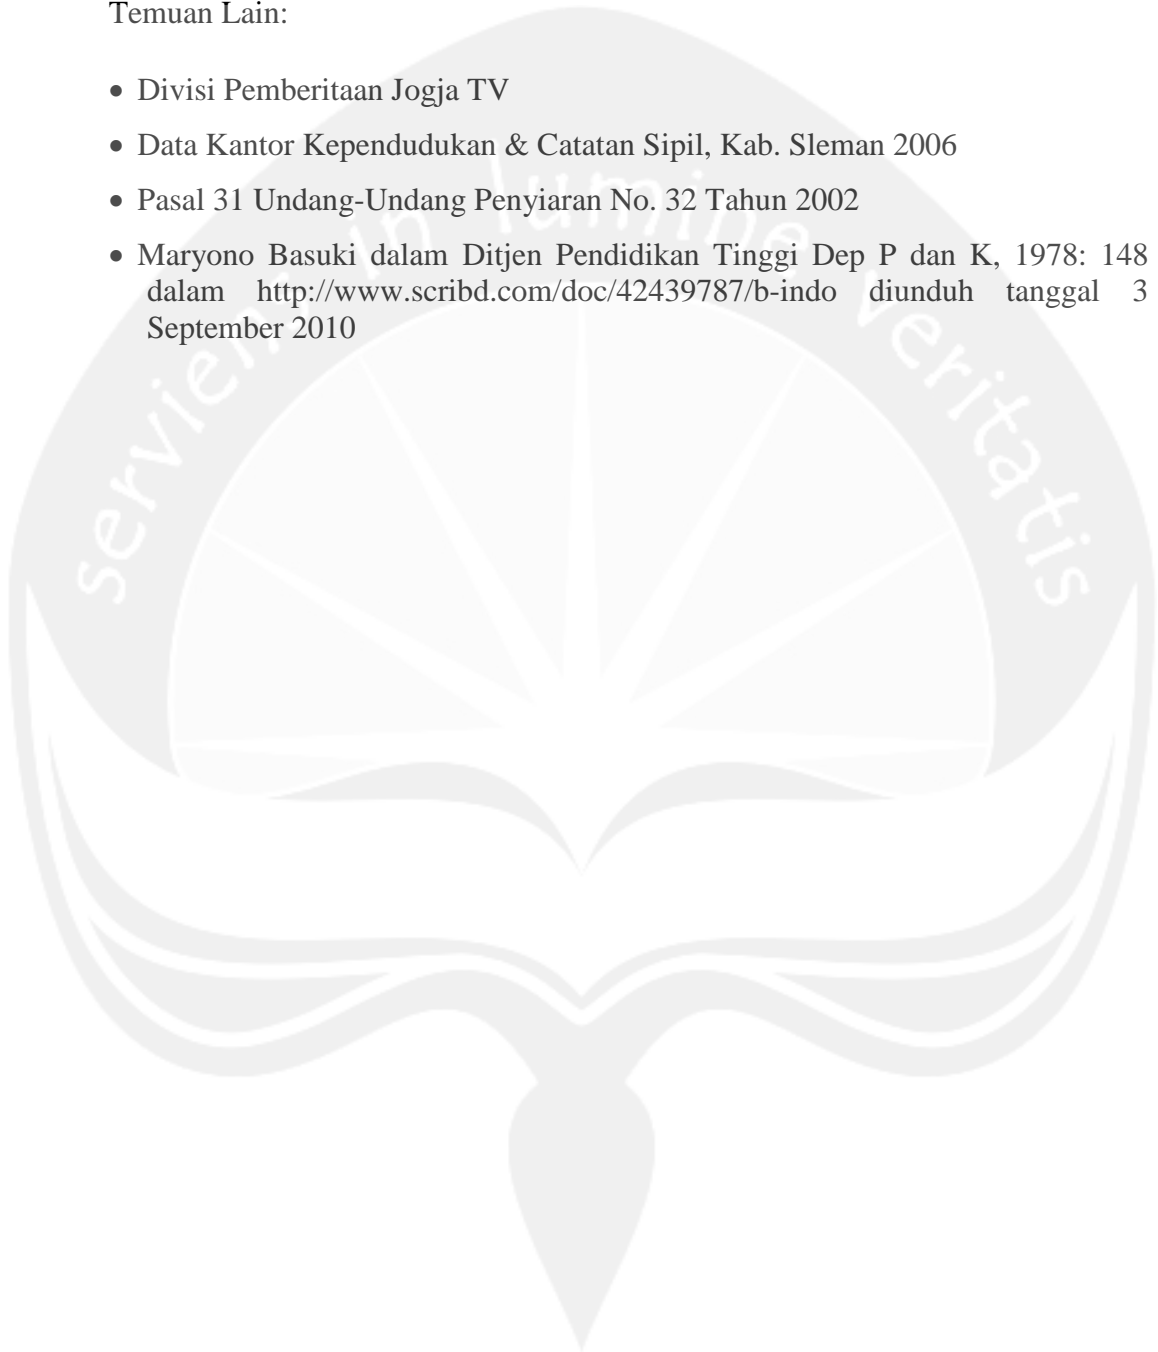 Temuan Lain:
• Divisi Pemberitaan Jogja TV
• Data Kantor Kependudukan & Catatan Sipil, Kab. Sleman 2006
• Pasal 31 Undang-Undang Penyiaran No. 32 Tahun 2002
• Maryono Basuki dalam Ditjen Pendidikan Tinggi Dep P dan K, 1978: 148
dalam http://www.scribd.com/doc/42439787/b-indo diunduh tanggal 3
September 2010
serviens in lumine veritatis